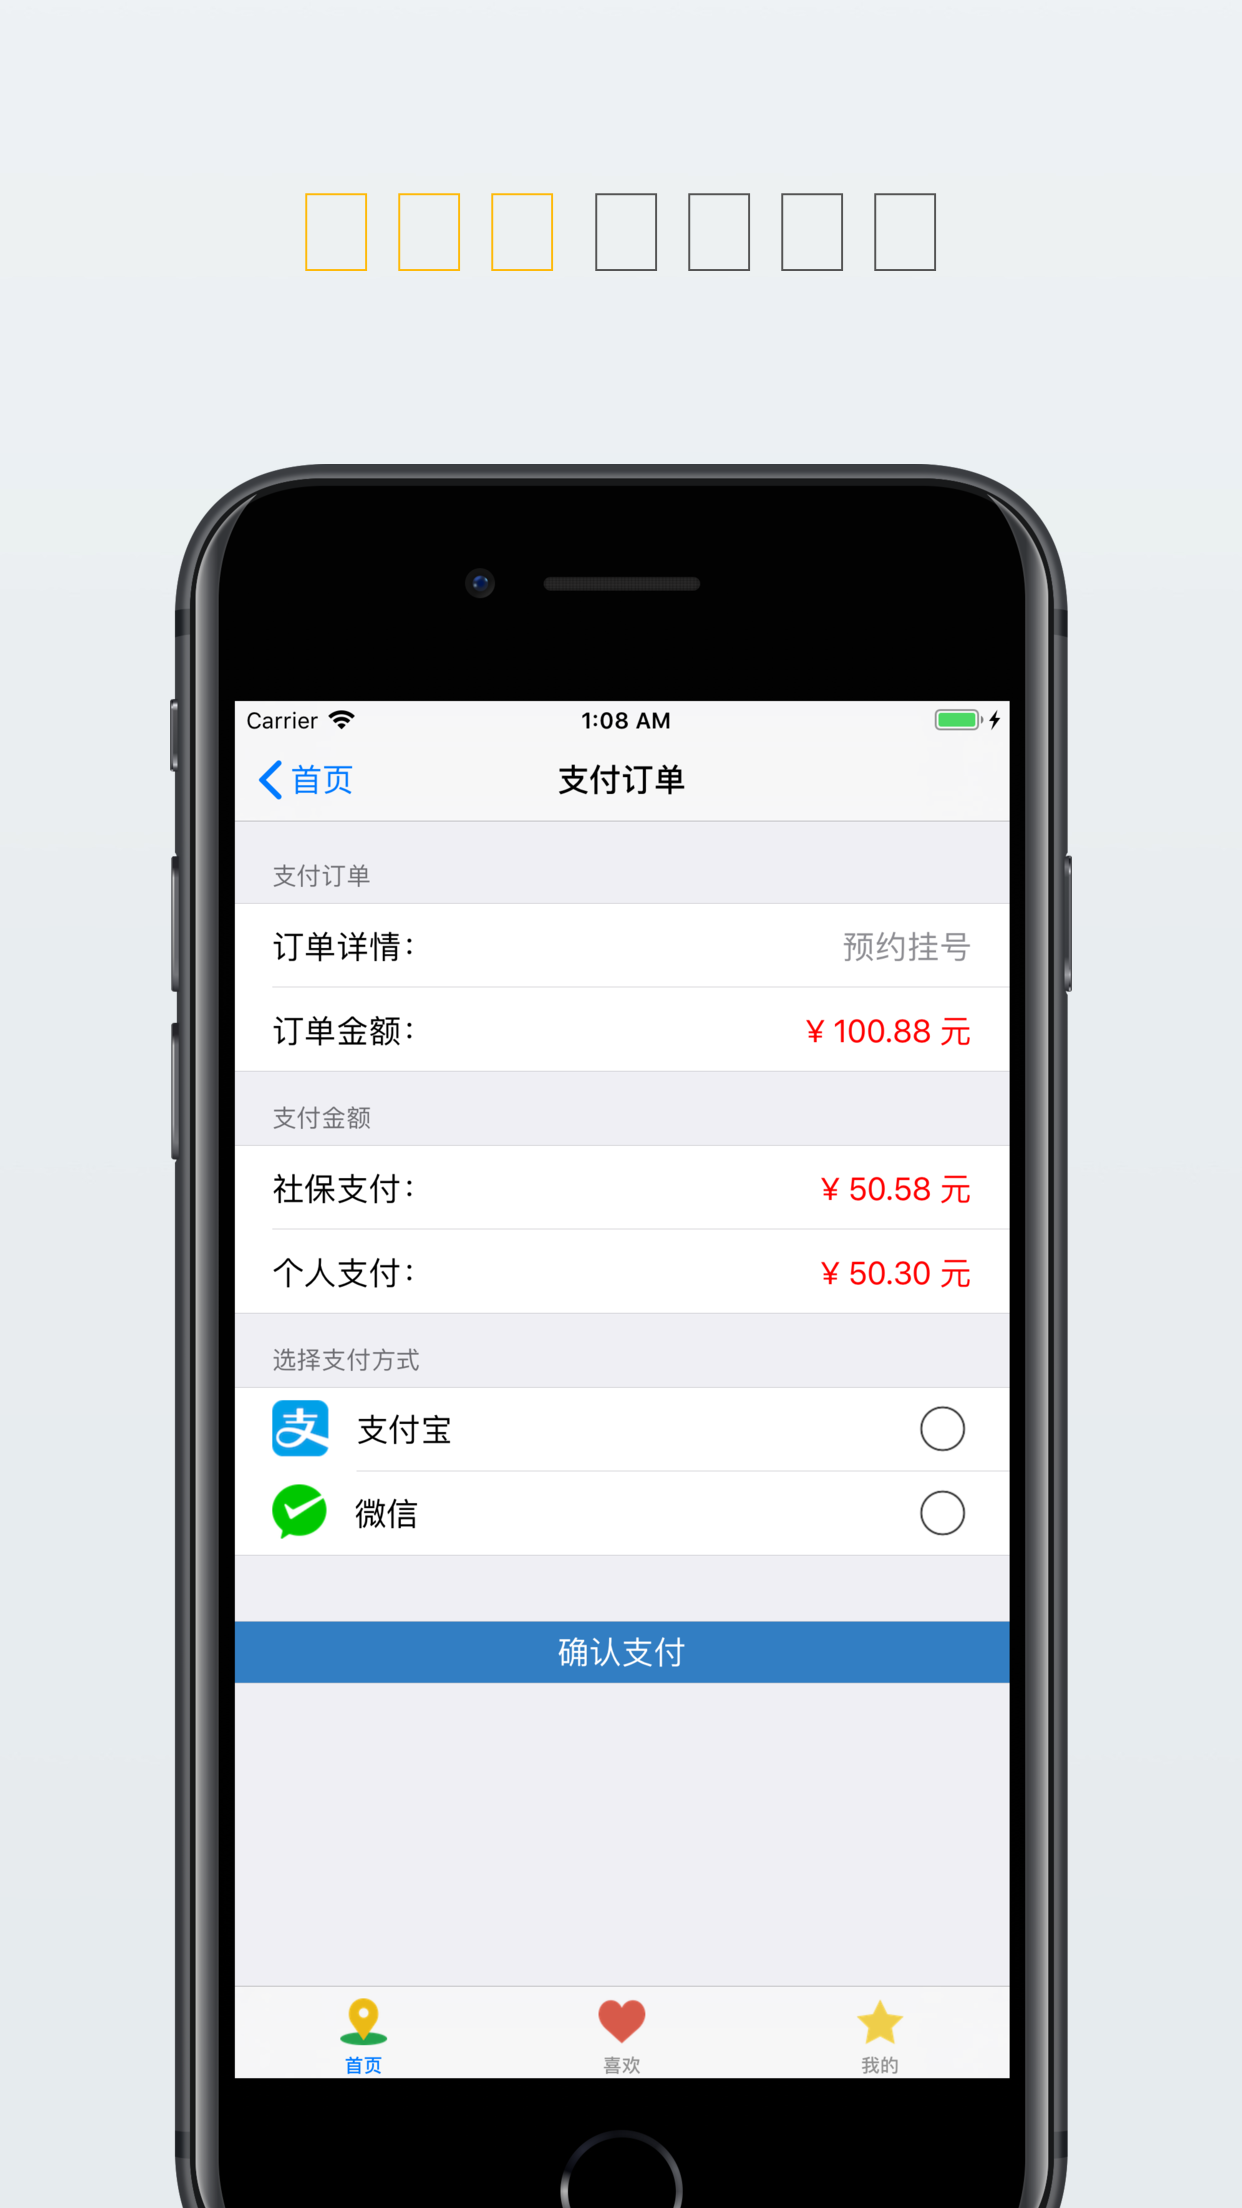 Carrier 1:08 AM
首页 支付订单
支付订单
订单详情： 预约挂号
订单金额： ¥ 100.88 元
支付金额
社保支付： ¥ 50.58 元
个人支付： ¥ 50.30 元
选择支付方式
支 支付宝
微信
确认支付
首页 喜欢 我的